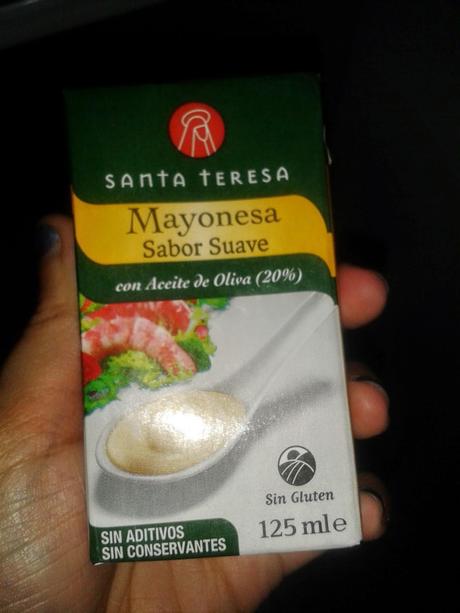 SANTA TERESA
Mayonesa
Sabor Suave
con Aceite de Oliva (20%)
Sin Gluten
SIN ADITIVOS
SIN CONSERVANTES
125 ml e